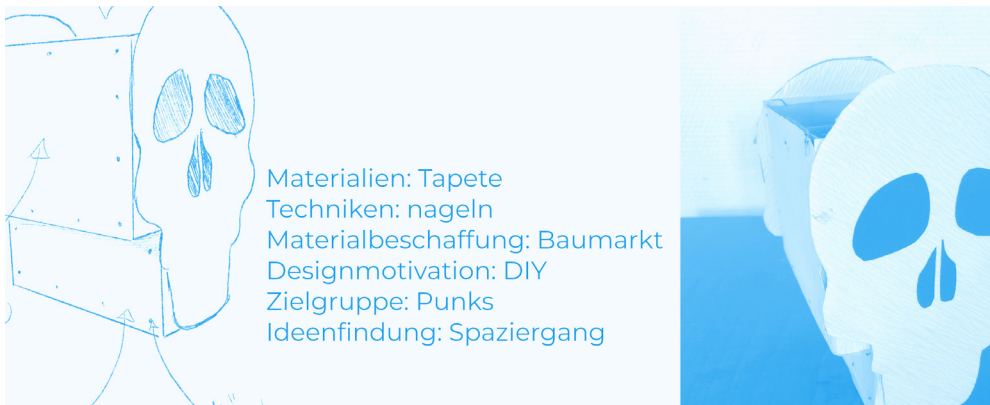 Materialien: Tapete
Techniken: nageln
Materialbeschaffung: Baumarkt
Designmotivation: DIY
Zielgruppe: Punks
Ideenfindung: Spaziergang